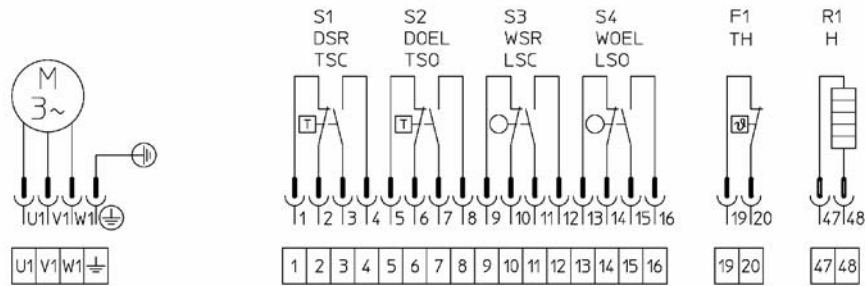 S1 S2 S3 S4 F1 R1
DSR DOEL WSR WOEL TH H
TSC TSO LSC LSO
M
3~
T T ϑ
U1 V1 W1 1 2 3 4 5 6 7 8 9 10 11 12 13 14 15 16 19 20 47 48
U1 V1 W1 1 2 3 4 5 6 7 8 9 10 11 12 13 14 15 16 19 20 47 48